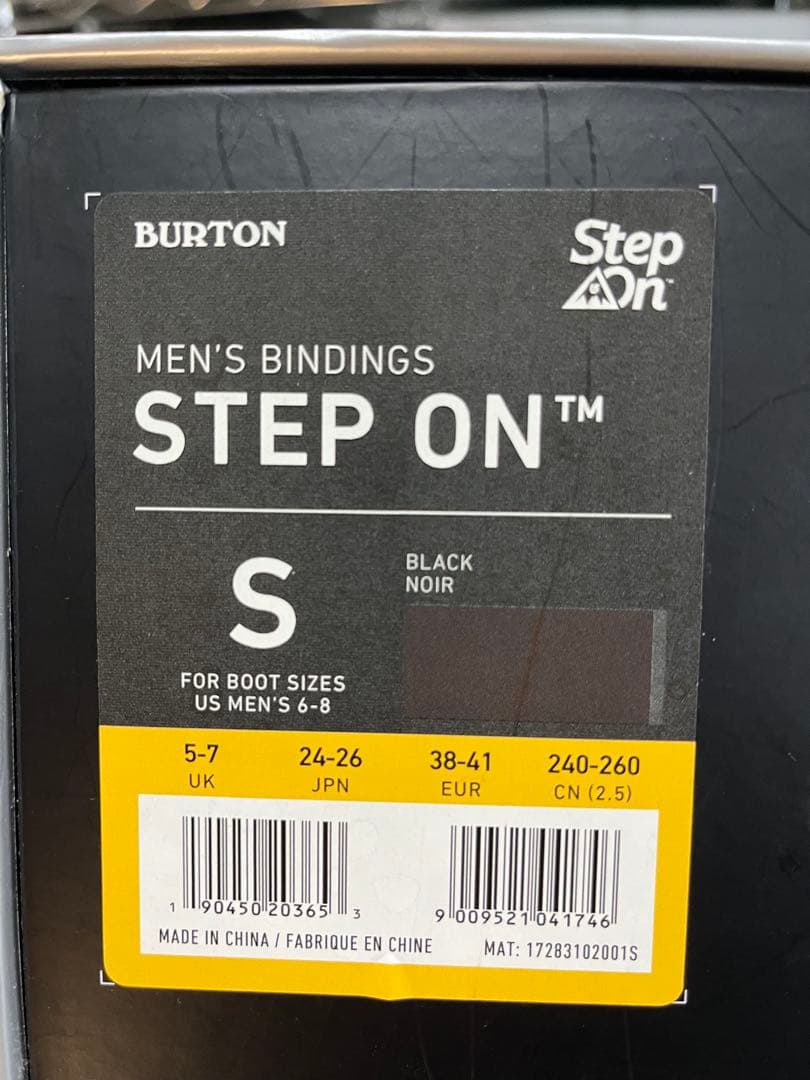 BURTON
Step
On™
MEN'S BINDINGS
STEP ON™
S
BLACK
NOIR
FOR BOOT SIZES
US MEN'S 6-8
5-7 24-26 38-41 240-260
UK JPN EUR CN (2.5)
1 90450 20365 3
9 009521 041746
MADE IN CHINA / FABRIQUE EN CHINE
MAT: 17283102001S